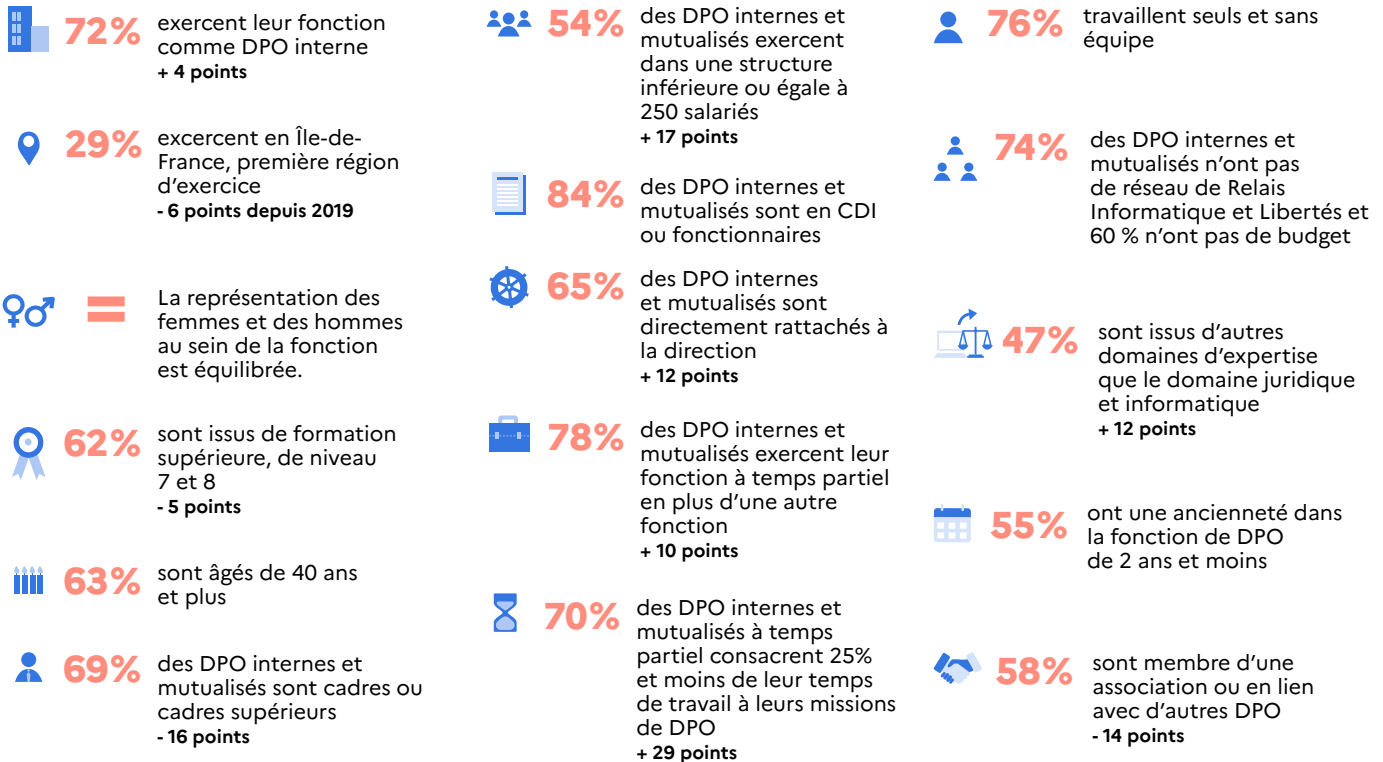 72%
exercent leur fonction
comme DPO interne
+ 4 points
29%
excercent en Île-de-
France, première région
d'exercice
- 6 points depuis 2019
=
La représentation des
femmes et des hommes
au sein de la fonction
est équilibrée.
62%
sont issus de formation
supérieure, de niveau
7 et 8
- 5 points
63%
sont âgés de 40 ans
et plus
69%
des DPO internes et
mutualisés sont cadres ou
cadres supérieurs
- 16 points
54%
des DPO internes et
mutualisés exercent
dans une structure
inférieure ou égale à
250 salariés
+ 17 points
84%
des DPO internes et
mutualisés sont en CDI
ou fonctionnaires
65%
des DPO internes
et mutualisés sont
directement rattachés à
la direction
+ 12 points
78%
des DPO internes et
mutualisés exercent leur
fonction à temps partiel
en plus d'une autre
fonction
+ 10 points
70%
des DPO internes et
mutualisés à temps
partiel consacrent 25%
et moins de leur temps
de travail à leurs missions
de DPO
+ 29 points
76%
travaillent seuls et sans
équipe
74%
des DPO internes et
mutualisés n'ont pas
de réseau de Relais
Informatique et Libertés et
60 % n'ont pas de budget
47%
sont issus d'autres
domaines d'expertise
que le domaine juridique
et informatique
+ 12 points
55%
ont une ancienneté dans
la fonction de DPO
de 2 ans et moins
58%
sont membre d'une
association ou en lien
avec d'autres DPO
- 14 points